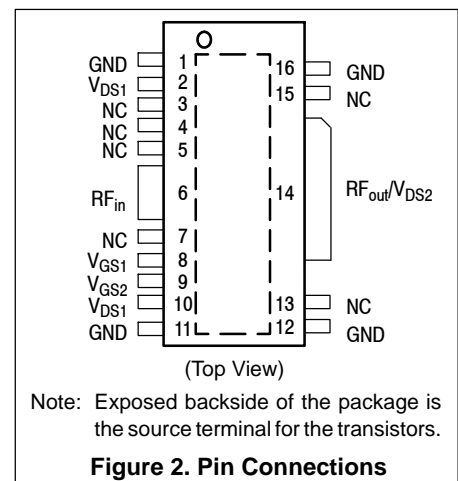 GND 1 16 GND
VDS1 2 15 NC
NC 3
NC 4
NC 5
RFin 6 14 RFout/VDS2
NC 7
VGS1 8
VGS2 9
VDS1 10 13 NC
GND 11 12 GND
(Top View)
Note: Exposed backside of the package is
the source terminal for the transistors.
Figure 2. Pin Connections